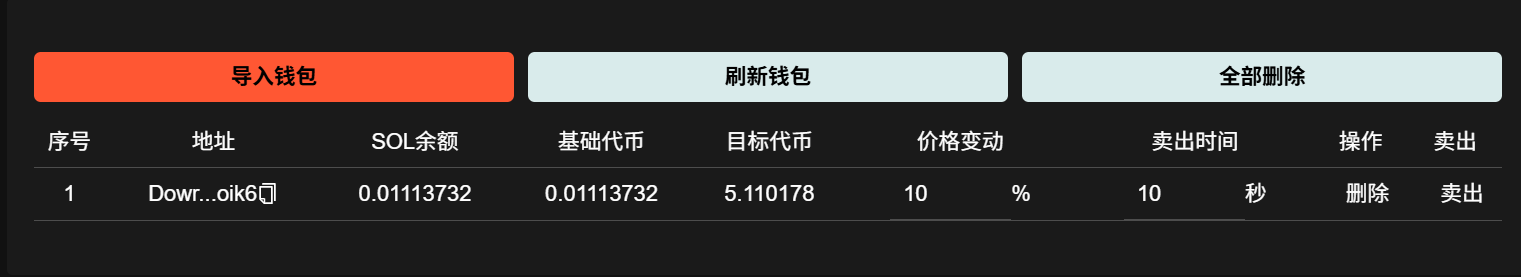 导入钱包 刷新钱包 全部删除
序号 地址 SOL余额 基础代币 目标代币 价格变动 卖出时间 操作 卖出
1 Dowr...oik6 0.01113732 0.01113732 5.110178 10 % 10 秒 删除 卖出